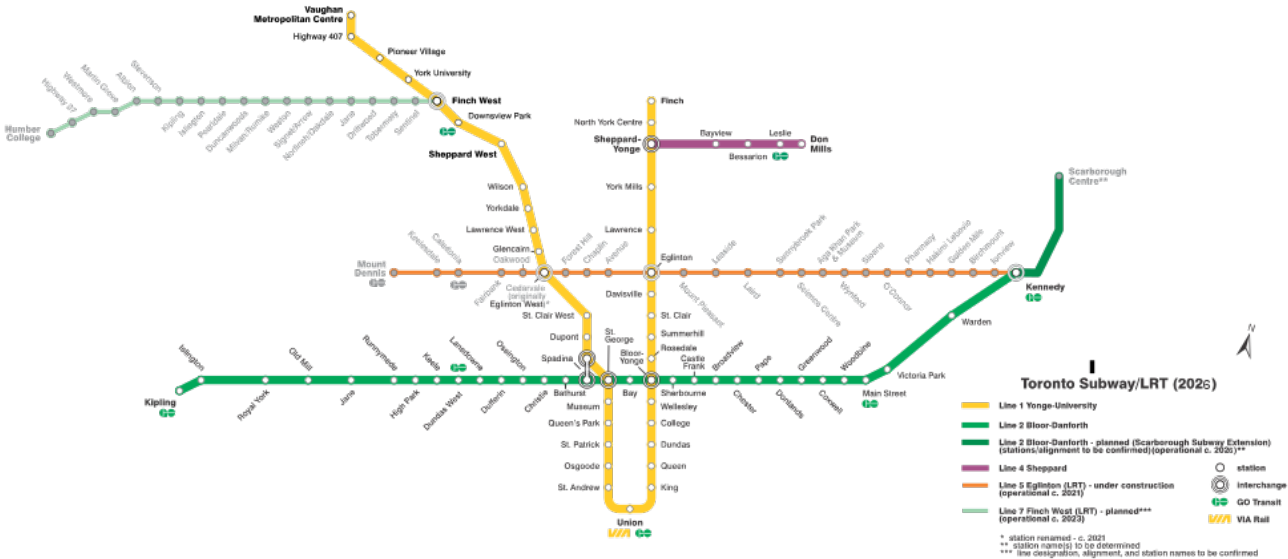 Vaughan
Metropolitan Centre
Highway 407
Pioneer Village
York University
Finch West
Downsview Park
Sheppard West
Wilson
Yorkdale
Lawrence West
Glencairn
Humber
College
Highway 27
Westmore
Martin Grove
Albion
Stevenson
Kipling
Islington
Pearldale
Duncanwoods
Milvan/Rumike
Weston
Signet/Arrow
Norfinch/Oakdale
Jane
Driftwood
Tobermory
Sentinel
Finch
North York Centre
Sheppard-
Yonge
Bayview
Bessarion
Leslie
Don
Mills
York Mills
Lawrence
Eglinton
Davisville
St. Clair
Summerhill
Rosedale
Scarborough
Centre**
Mount
Dennis
Keelesdale
Caledonia
Fairbank
Oakwood
Cedarvale
(originally
Eglinton West)*
Forest Hill
Chaplin
Avenue
Mount Pleasant
Leaside
Laird
Sunnybrook Park
Science Centre
Aga Khan Park
& Museum
Wynford
Sloane
O'Connor
Pharmacy
Hakimi Lebovic
Golden Mile
Birchmount
Ionview
Kennedy
Warden
Victoria Park
Main Street
St. Clair West
Dupont
Spadina
St.
George
Bloor-
Yonge
Kipling
Islington
Royal York
Old Mill
Jane
Runnymede
High Park
Keele
Dundas West
Lansdowne
Dufferin
Ossington
Christie
Bathurst
Bay
Sherbourne
Castle
Frank
Broadview
Chester
Pape
Donlands
Greenwood
Coxwell
Woodbine
Museum
Queen's Park
St. Patrick
Osgoode
St. Andrew
Union
VIA
Wellesley
College
Dundas
Queen
King
N
Toronto Subway/LRT (2026)
Line 1 Yonge-University
Line 2 Bloor-Danforth
Line 2 Bloor-Danforth - planned (Scarborough Subway Extension)
(stations/alignment to be confirmed)(operational c. 2026)**
Line 4 Sheppard
Line 5 Eglinton (LRT) - under construction
(operational c. 2021)
Line 7 Finch West (LRT) - planned***
(operational c. 2023)
station
interchange
GO Transit
VIA Rail
* station renamed - c. 2021
** station name(s) to be determined
*** line designation, alignment, and station names to be confirmed